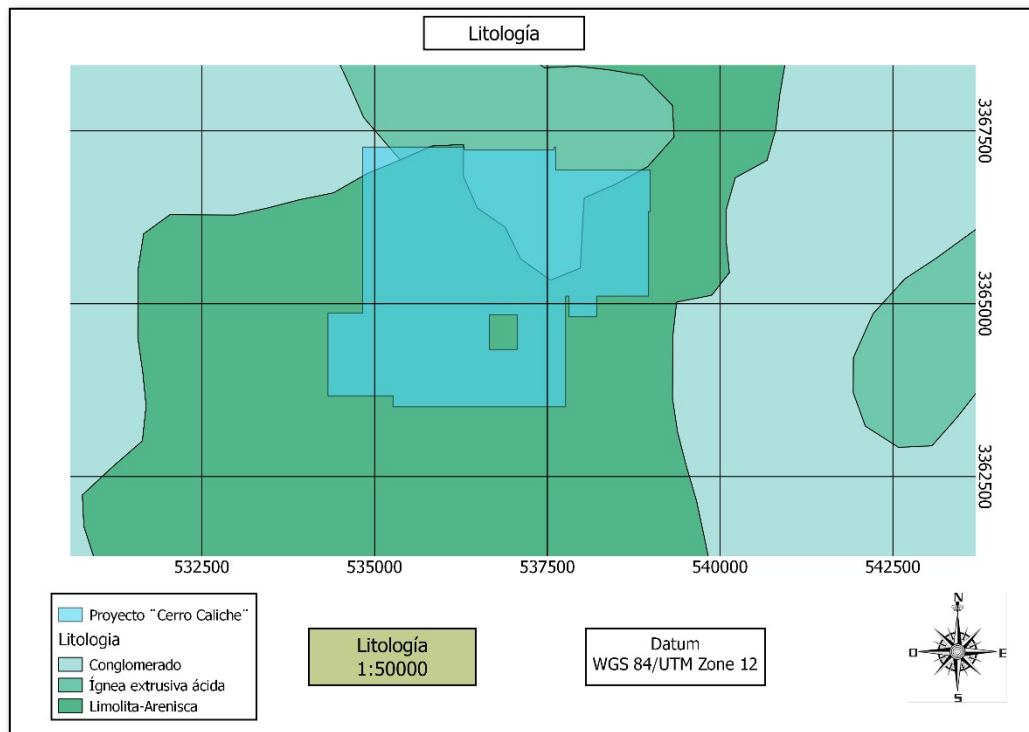 Litología
3367500
3365000
3362500
532500
535000
537500
540000
542500
Proyecto ¨Cerro Caliche¨
Litologia
Conglomerado
Ígnea extrusiva ácida
Limolita-Arenisca
Litología
1:50000
Datum
WGS 84/UTM Zone 12
N
O
E
S